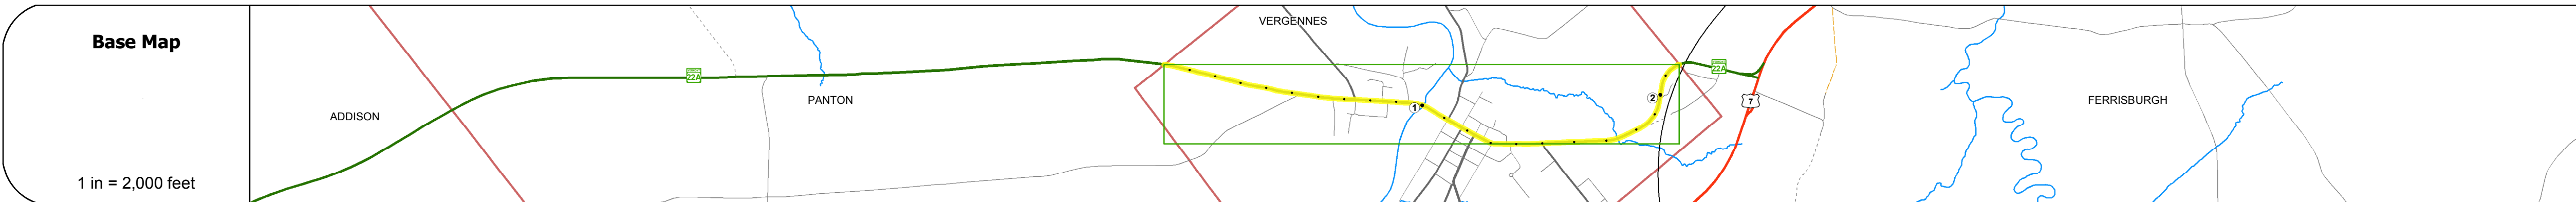 Base Map
1 in = 2,000 feet
ADDISON
22A
PANTON
VERGENNES
1
2
22A
7
FERRISBURGH